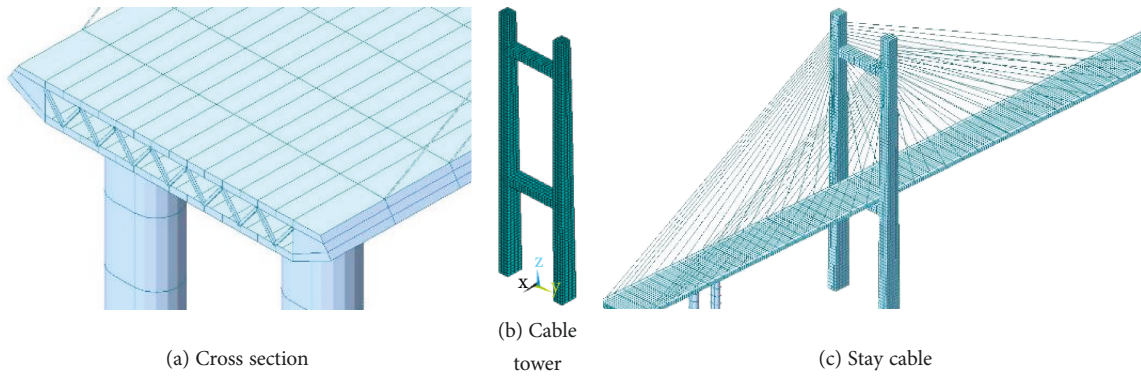 z
x
y
(a) Cross section
(b) Cable
tower
(c) Stay cable